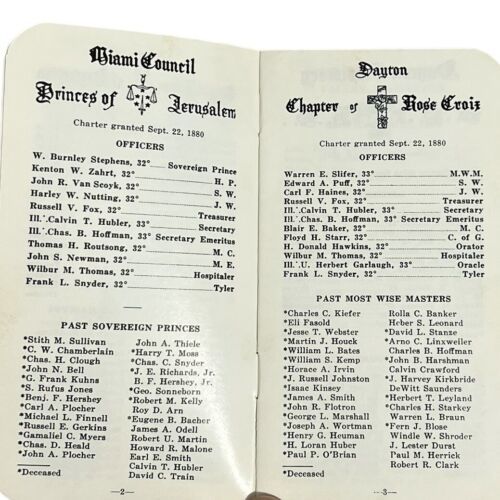 Miami Council
Princes of Jerusalem
Charter granted Sept. 22, 1880
OFFICERS
W. Burnley Stephens, 32° Sovereign Prince
Kenton W. Zahrt, 32° H. P.
John R. Van Scoyk, 32° S. W.
Harley W. Nutting, 32° J. W.
Russell V. Fox, 32° Treasurer
Ill. Calvin T. Hubler, 33° Secretary
Ill. Chas. B. Hoffman, 33° Secretary Emeritus
Thomas H. Routsong, 32° M. C.
John S. Newman, 32° M. E.
Wilbur M. Thomas, 32° Hospitaler
Frank L. Snyder, 32° Tyler
PAST SOVEREIGN PRINCES
*Stith M. Sullivan
*C. W. Chamberlain
*Chas. H. Clough
*John N. Bell
*G. Frank Kuhns
*S. Rufus Jones
*Benj. F. Hershey
*Carl A. Plocher
*Michael L. Finnell
*Russell E. Gerkins
*Gamaliel C. Myers
*Chas. D. Heald
*John A. Plocher
John A. Thiele
*Harry T. Moss
*Chas. C. Snyder
*J. E. Richards, Jr.
B. F. Hershey, Jr.
*Geo. Sonneborn
*Robert M. Kelly
Roy D. Arn
*Eugene B. Bacher
James A. Odell
Robert U. Martin
Howard R. Malone
Earl E. Smith
Calvin T. Hubler
David C. Train
*Deceased
—2—
Dayton
Chapter of Rose Croix
Charter granted Sept. 22, 1880
OFFICERS
Warren E. Slifer, 33° M.W.M.
Edward A. Puff, 32° S. W.
Carl F. Haines, 32° J. W.
Russell V. Fox, 32° Treasurer
Ill. Calvin T. Hubler, 33° Secretary
Ill. Chas. B. Hoffman, 33° Secretary Emeritus
Blair E. Baker, 32° M. C.
Floyd H. Starr, 32° C. of G.
H. Donald Hawkins, 32° Orator
Wilbur M. Thomas, 32° Hospitaler
Ill. U. Herbert Garlaugh, 33° Oracle
Frank L. Snyder, 32° Tyler
PAST MOST WISE MASTERS
*Charles C. Kiefer
*Eli Fasold
*Jesse T. Webster
*Martin J. Houck
*William L. Bates
*William S. Kemp
*Horace A. Irvin
*J. Russell Johnston
*Isaac Kinsey
*James A. Smith
*John R. Flotron
*George L. Marshall
*Joseph A. Wortman
*Henry G. Heuman
*H. Loran Huber
*Paul P. O'Brian
Rolla C. Banker
Heber S. Leonard
*David L. Stanze
*Arno C. Linxweiler
Charles B. Hoffman
*John B. Harshman
Calvin Crawford
*J. Harvey Kirkbride
DeWitt Saunders
*Herbert T. Leyland
*Charles H. Starkey
Warren L. Braun
*F. Jenner Blose
Windle W. Shroder
J. Lester Durst
Paul M. Herrick
Robert R. Clark
*Deceased
—3—